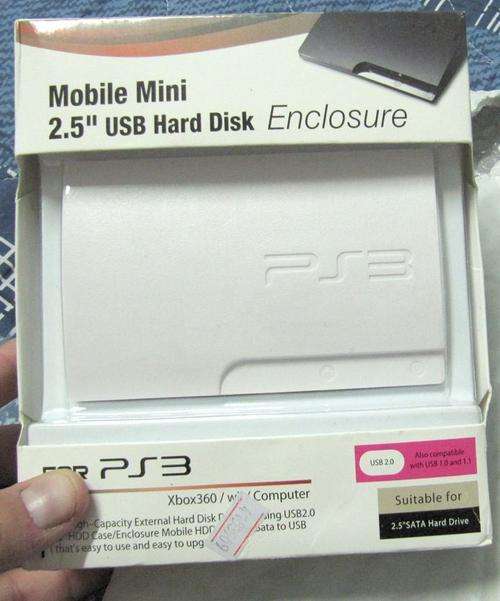 Mobile Mini
2.5" USB Hard Disk Enclosure
PS3
FOR PS3
Xbox360 / Computer
-Capacity External Hard Disk using USB2.0
HDD Case/Enclosure Mobile HDD Data to USB
that's easy to use and easy to upg
USB 2.0
Also compatible
with USB 1.0 and 1.1
Suitable for
2.5"SATA Hard Drive